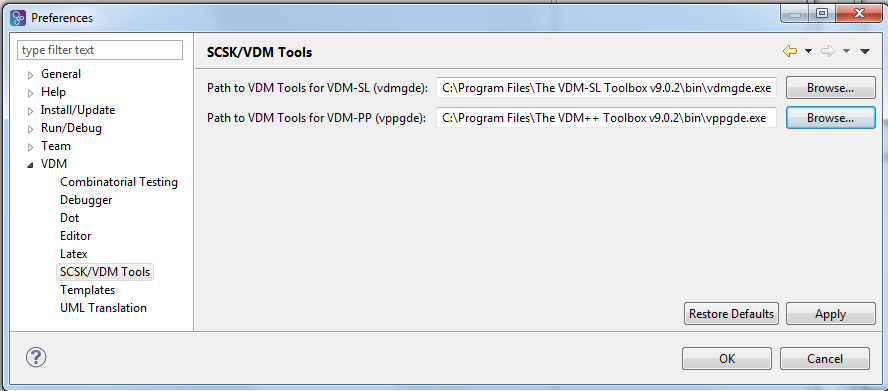 Preferences
type filter text
General
Help
Install/Update
Run/Debug
Team
VDM
Combinatorial Testing
Debugger
Dot
Editor
Latex
SCSK/VDM Tools
Templates
UML Translation
SCSK/VDM Tools
Path to VDM Tools for VDM-SL (vdmgde): C:\Program Files\The VDM-SL Toolbox v9.0.2\bin\vdmgde.exe Browse...
Path to VDM Tools for VDM-PP (vppgde): C:\Program Files\The VDM++ Toolbox v9.0.2\bin\vppgde.exe Browse...
Restore Defaults Apply
? OK Cancel